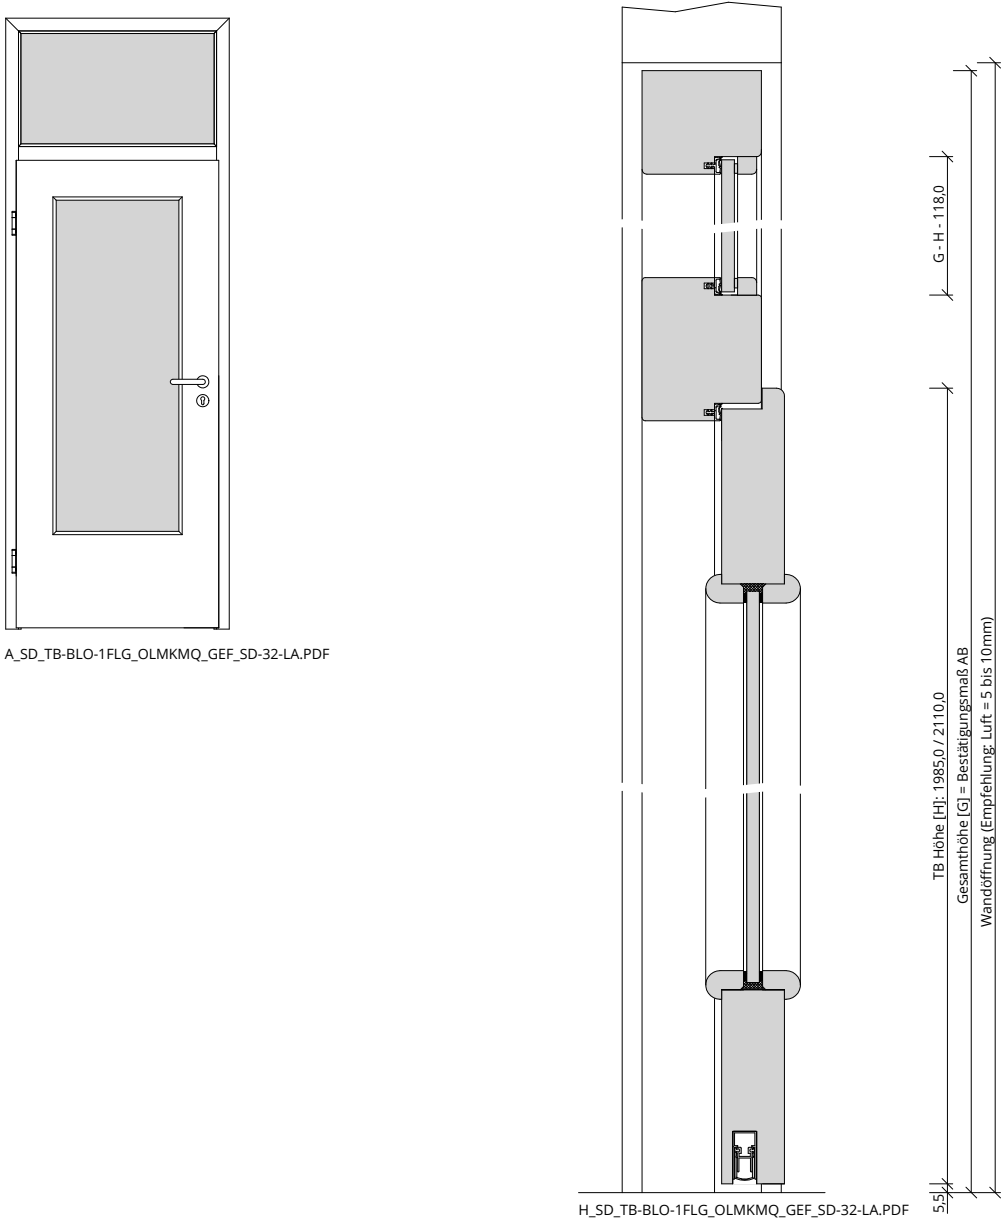 A_SD_TB-BLO-1FLG_OLMKMQ_GEF_SD-32-LA.PDF
G - H - 118,0
TB Höhe [H]: 1985,0 / 2110,0
Gesamthöhe [G] = Bestätigungsmaß AB
Wandöffnung (Empfehlung: Luft = 5 bis 10mm)
5,5
H_SD_TB-BLO-1FLG_OLMKMQ_GEF_SD-32-LA.PDF